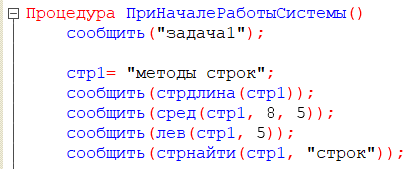 Процедура ПриНачалеРаботыСистемы()
сообщить("задача1");
стр1= "методы строк";
сообщить(стрдлина(стр1));
сообщить(сред(стр1, 8, 5));
сообщить(лев(стр1, 5));
сообщить(стрнайти(стр1, "строк"));